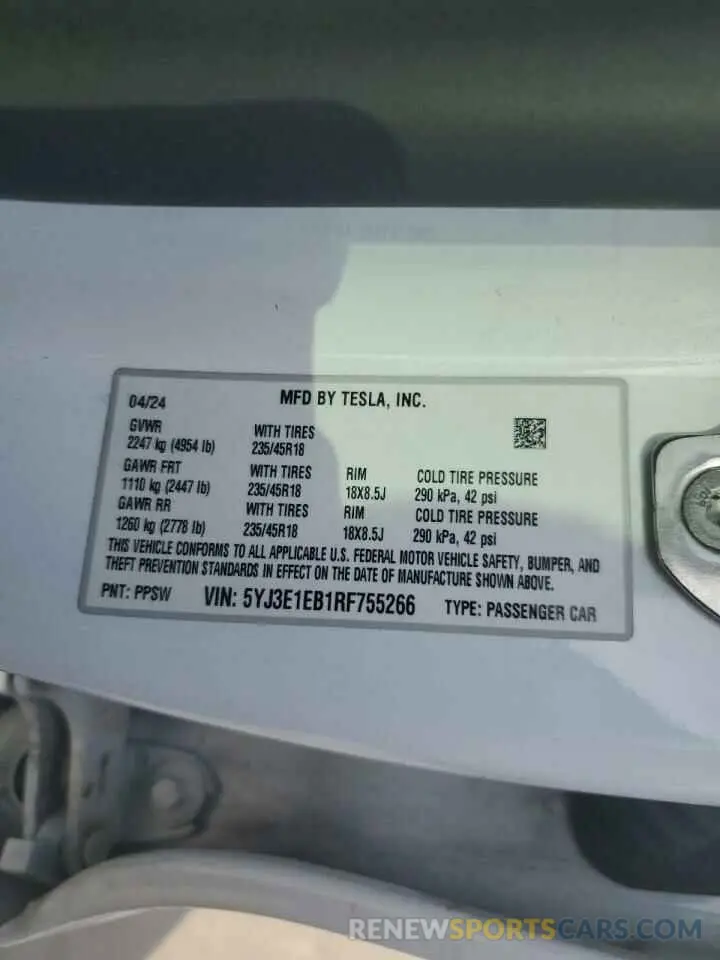 04/24 MFD BY TESLA, INC.
GVWR
2247 kg (4954 lb) WITH TIRES
235/45R18
GAWR FRT WITH TIRES RIM COLD TIRE PRESSURE
1110 kg (2447 lb) 235/45R18 18X8.5J 290 kPa, 42 psi
GAWR RR WITH TIRES RIM COLD TIRE PRESSURE
1260 kg (2778 lb) 235/45R18 18X8.5J 290 kPa, 42 psi
THIS VEHICLE CONFORMS TO ALL APPLICABLE U.S. FEDERAL MOTOR VEHICLE SAFETY, BUMPER, AND
THEFT PREVENTION STANDARDS IN EFFECT ON THE DATE OF MANUFACTURE SHOWN ABOVE.
PNT: PPSW VIN: 5YJ3E1EB1RF755266 TYPE: PASSENGER CAR
RENEWSPORTSCARS.COM